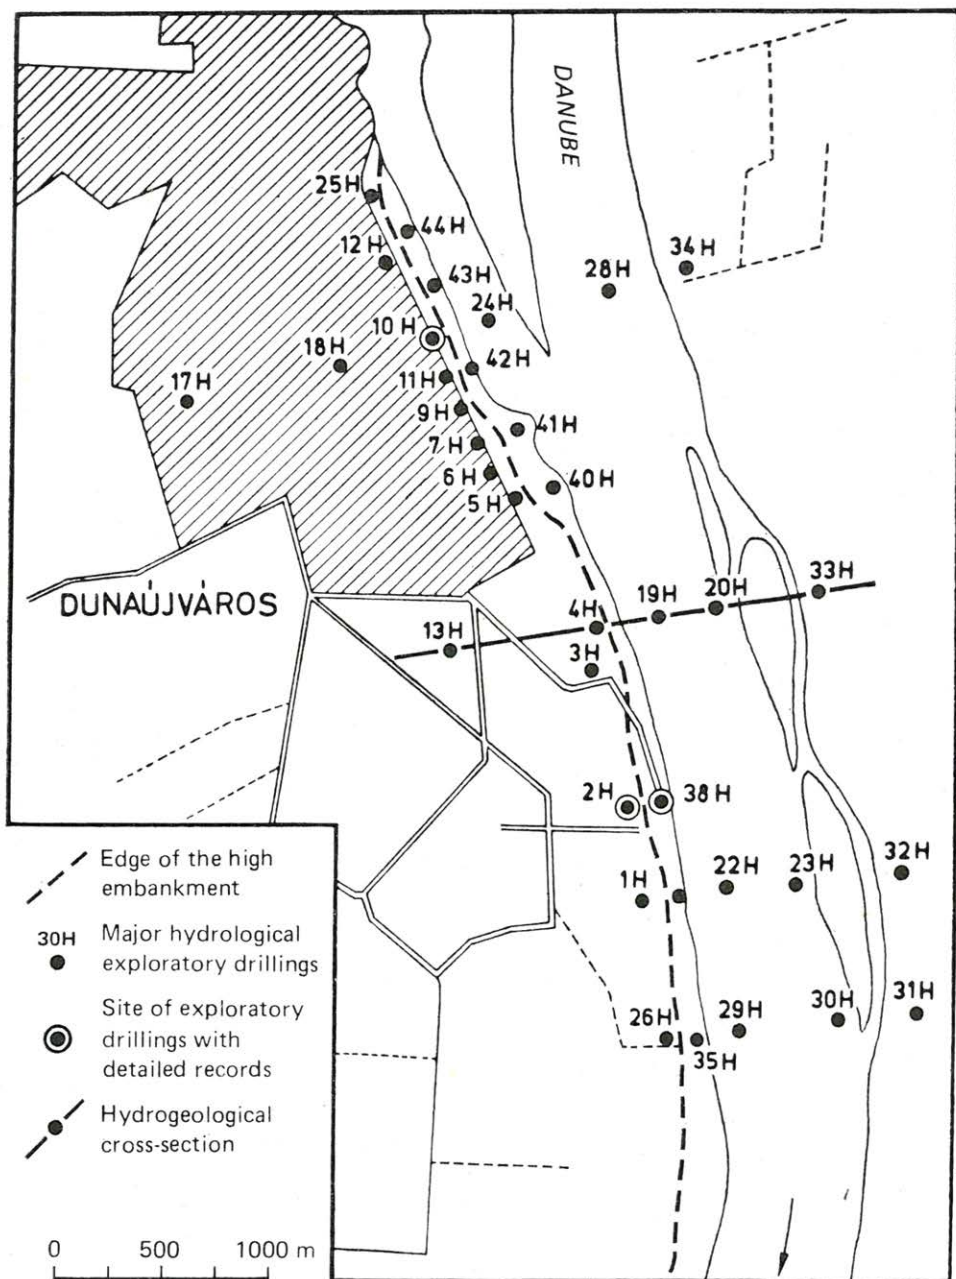 DANUBE
25H
44H
34H
12H
28H
43H
24H
10H
18H
42H
17H
11H
9H
41H
7H
6H
40H
5H
DUNAÚJVÁROS
33H
20H
19H
4H
13H
3H
2H
38H
32H
22H
23H
1H
31H
30H
29H
26H
35H
Edge of the high
embankment
30H
Major hydrological
exploratory drillings
Site of exploratory
drillings with
detailed records
Hydrogeological
cross-section
0 500 1000 m